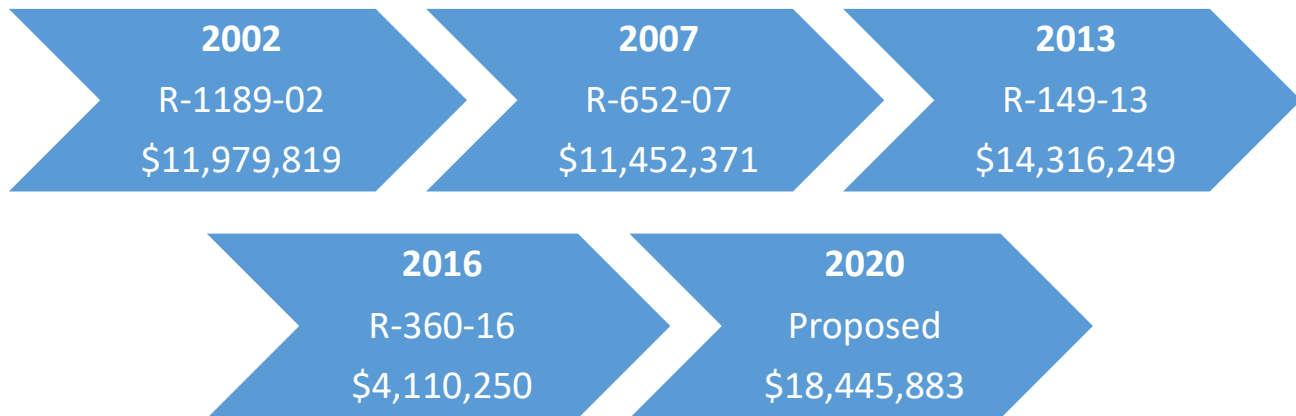 2002
R-1189-02
$11,979,819
2007
R-652-07
$11,452,371
2013
R-149-13
$14,316,249
2016
R-360-16
$4,110,250
2020
Proposed
$18,445,883